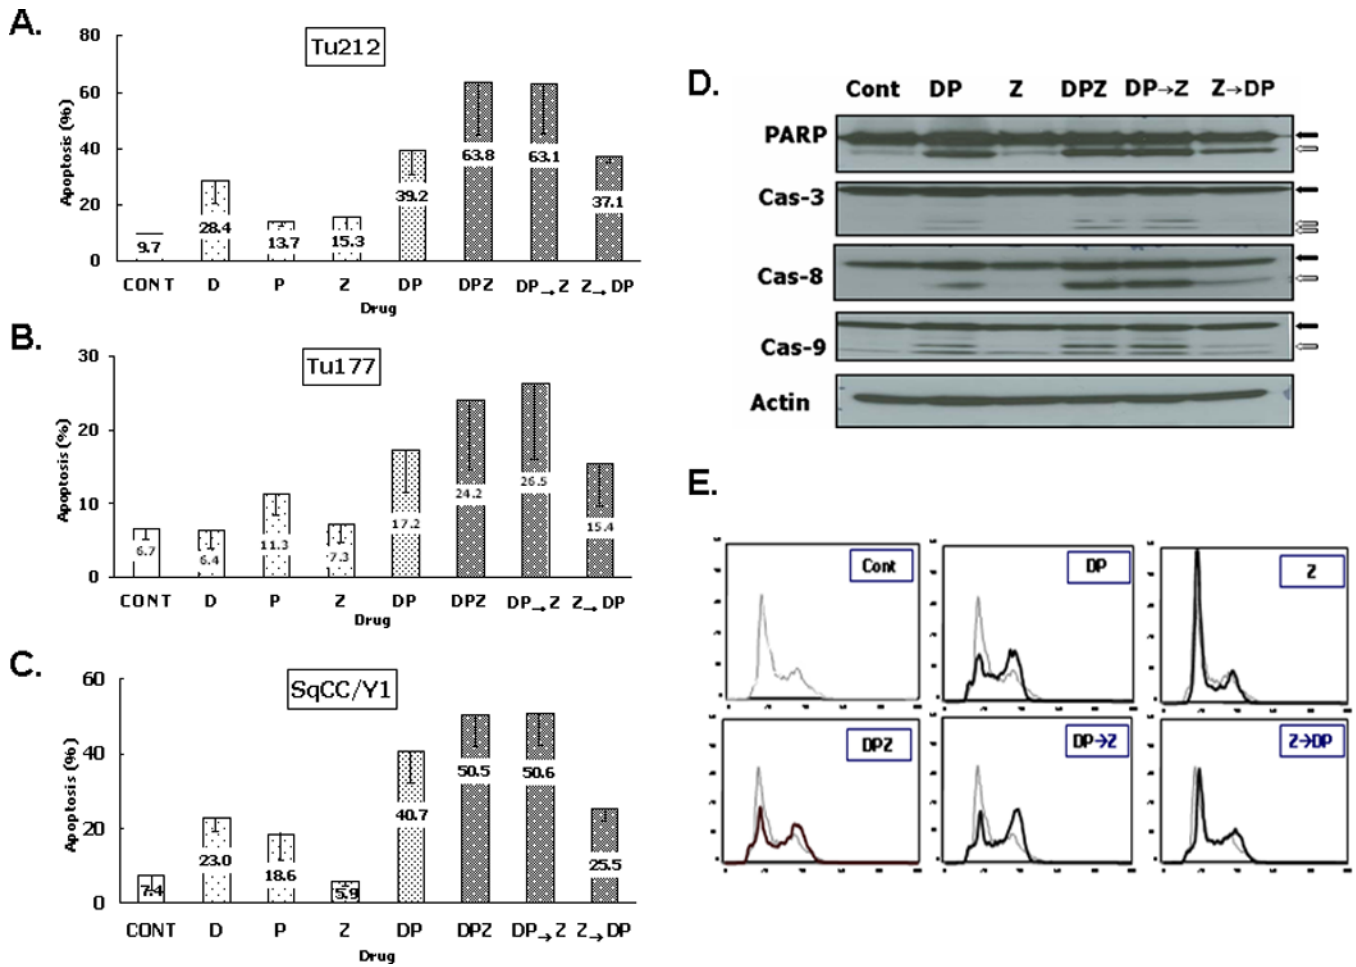 A.
Tu212
Apoptosis (%)
80
60
40
20
0
9.7
28.4
13.7
15.3
39.2
63.8
63.1
37.1
CONT D P Z DP DPZ DP→Z Z→DP
Drug
B.
Tu177
Apoptosis (%)
30
20
10
0
6.7
6.4
11.3
7.3
17.2
24.2
26.5
15.4
CONT D P Z DP DPZ DP→Z Z→DP
Drug
C.
SqCC/Y1
Apoptosis (%)
60
40
20
0
7.4
23.0
18.6
5.9
40.7
50.5
50.6
25.5
CONT D P Z DP DPZ DP→Z Z→DP
Drug
D.
Cont DP Z DPZ DP→Z Z→DP
PARP
Cas-3
Cas-8
Cas-9
Actin
E.
Cont
DP
Z
DPZ
DP→Z
Z→DP